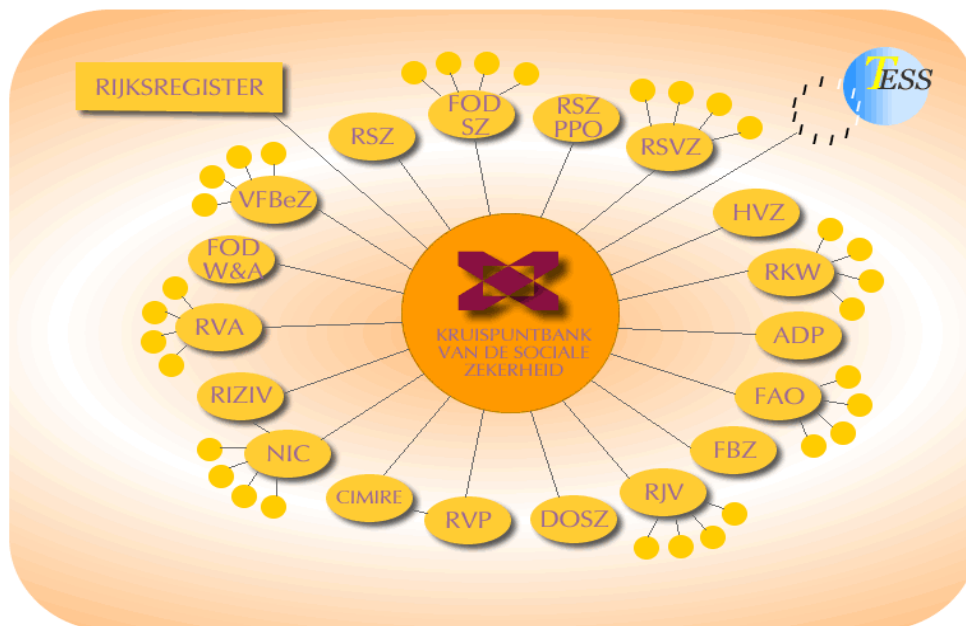 RIJKSREGISTER
TESS
FOD
SZ
RSZ
PPO
RSZ
RSVZ
VFBeZ
HVZ
FOD
W&A
RKW
RVA
KRUISPUNTBANK
VAN DE SOCIALE
ZEKERHEID
ADP
RIZIV
FAO
NIC
FBZ
CIMIRE
RJV
RVP
DOSZ